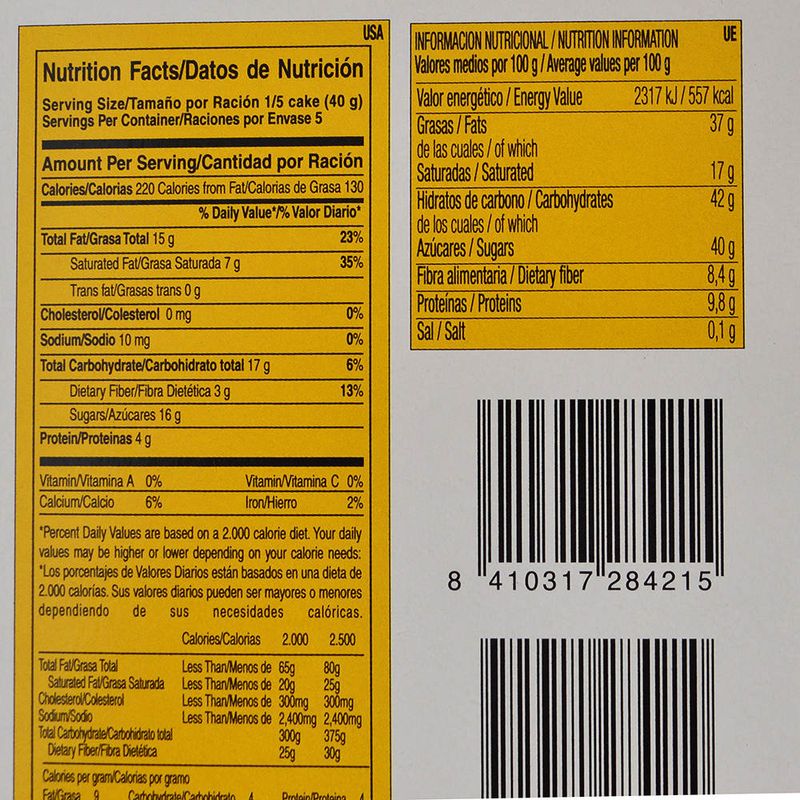 USA
Nutrition Facts/Datos de Nutrición
Serving Size/Tamaño por Ración 1/5 cake (40 g)
Servings Per Container/Raciones por Envase 5
Amount Per Serving/Cantidad por Ración
Calories/Calorias 220 Calories from Fat/Calorias de Grasa 130
% Daily Value*/% Valor Diario*
Total Fat/Grasa Total 15 g 23%
Saturated Fat/Grasa Saturada 7 g 35%
Trans fat/Grasas trans 0 g
Cholesterol/Colesterol 0 mg 0%
Sodium/Sodio 10 mg 0%
Total Carbohydrate/Carbohidrato total 17 g 6%
Dietary Fiber/Fibra Dietética 3 g 13%
Sugars/Azúcares 16 g
Protein/Proteinas 4 g
Vitamin/Vitamina A 0% Vitamin/Vitamina C 0%
Calcium/Calcio 6% Iron/Hierro 2%
*Percent Daily Values are based on a 2.000 calorie diet. Your daily
values may be higher or lower depending on your calorie needs:
*Los porcentajes de Valores Diarios están basados en una dieta de
2.000 calorías. Sus valores diarios pueden ser mayores o menores
dependiendo de sus necesidades calóricas.
Calories/Calorias 2.000 2.500
Total Fat/Grasa Total Less Than/Menos de 65g 80g
Saturated Fat/Grasa Saturada Less Than/Menos de 20g 25g
Cholesterol/Colesterol Less Than/Menos de 300mg 300mg
Sodium/Sodio Less Than/Menos de 2,400mg 2,400mg
Total Carbohydrate/Carbohidrato total 300g 375g
Dietary Fiber/Fibra Dietética 25g 30g
Calories per gram/Calorias por gramo
Fat/Grasa 9 Carbohydrate/Carbohidrato 4 Protein/Proteina 4
INFORMACION NUTRICIONAL / NUTRITION INFORMATION UE
Valores medios por 100 g / Average values per 100 g
Valor energético / Energy Value 2317 kJ / 557 kcal
Grasas / Fats 37 g
de las cuales / of which
Saturadas / Saturated 17 g
Hidratos de carbono / Carbohydrates 42 g
de los cuales / of which
Azúcares / Sugars 40 g
Fibra alimentaria / Dietary fiber 8,4 g
Proteínas / Proteins 9,8 g
Sal / Salt 0,1 g
8 410317 284215